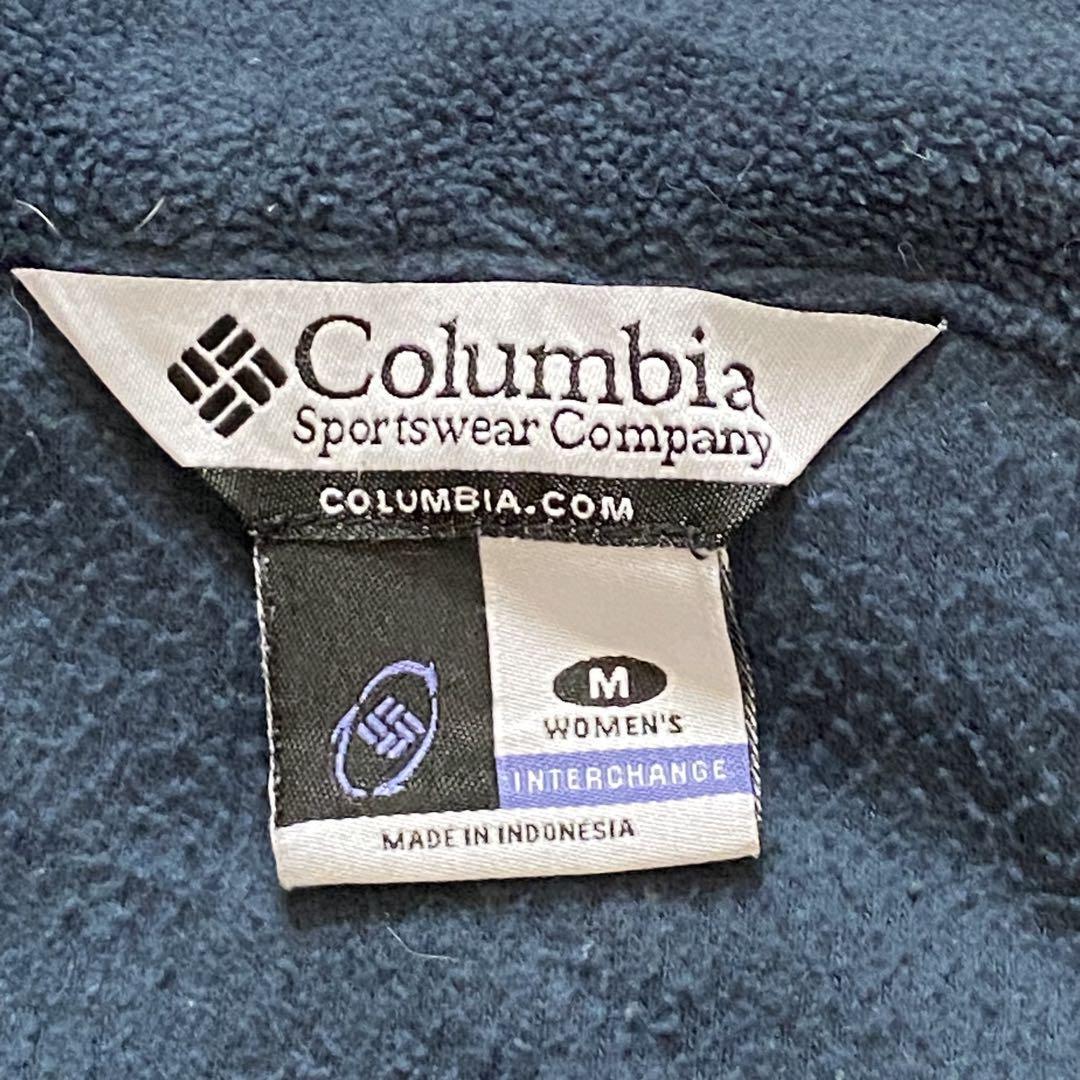 Columbia
Sportswear Company
COLUMBIA.COM
M
WOMEN'S
INTERCHANGE
MADE IN INDONESIA